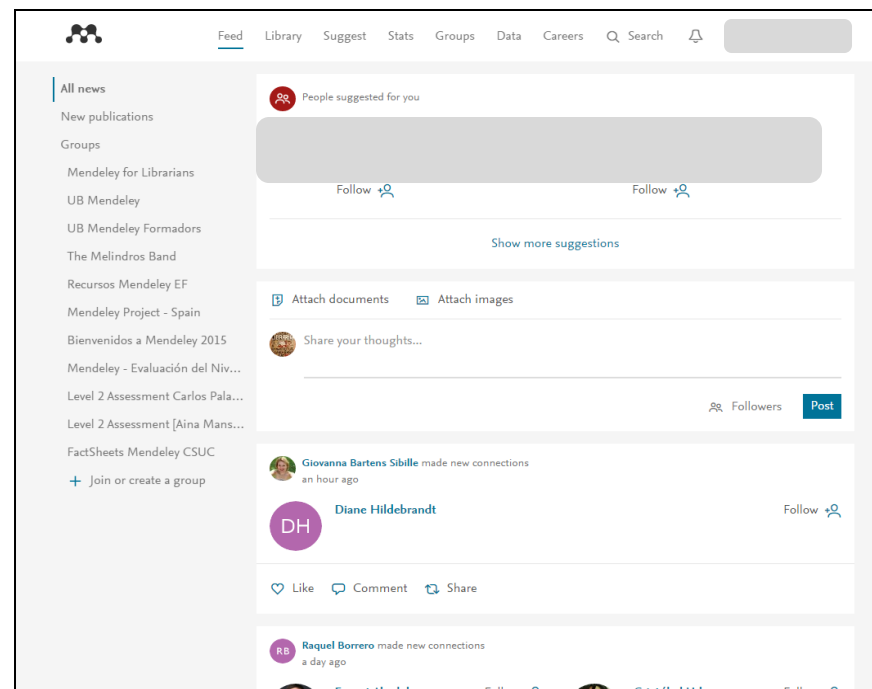 Feed Library Suggest Stats Groups Data Careers Search
All news
New publications
Groups
Mendeley for Librarians
UB Mendeley
UB Mendeley Formadors
The Melindros Band
Recursos Mendeley EF
Mendeley Project - Spain
Bienvenidos a Mendeley 2015
Mendeley - Evaluación del Niv...
Level 2 Assessment Carlos Pala...
Level 2 Assessment [Aina Mans...
FactSheets Mendeley CSUC
+ Join or create a group
People suggested for you
Follow Follow
Show more suggestions
Attach documents Attach images
Share your thoughts...
Followers Post
Giovanna Bartens Sibille made new connections
an hour ago
DH Diane Hildebrandt Follow
Like Comment Share
RB Raquel Borrero made new connections
a day ago